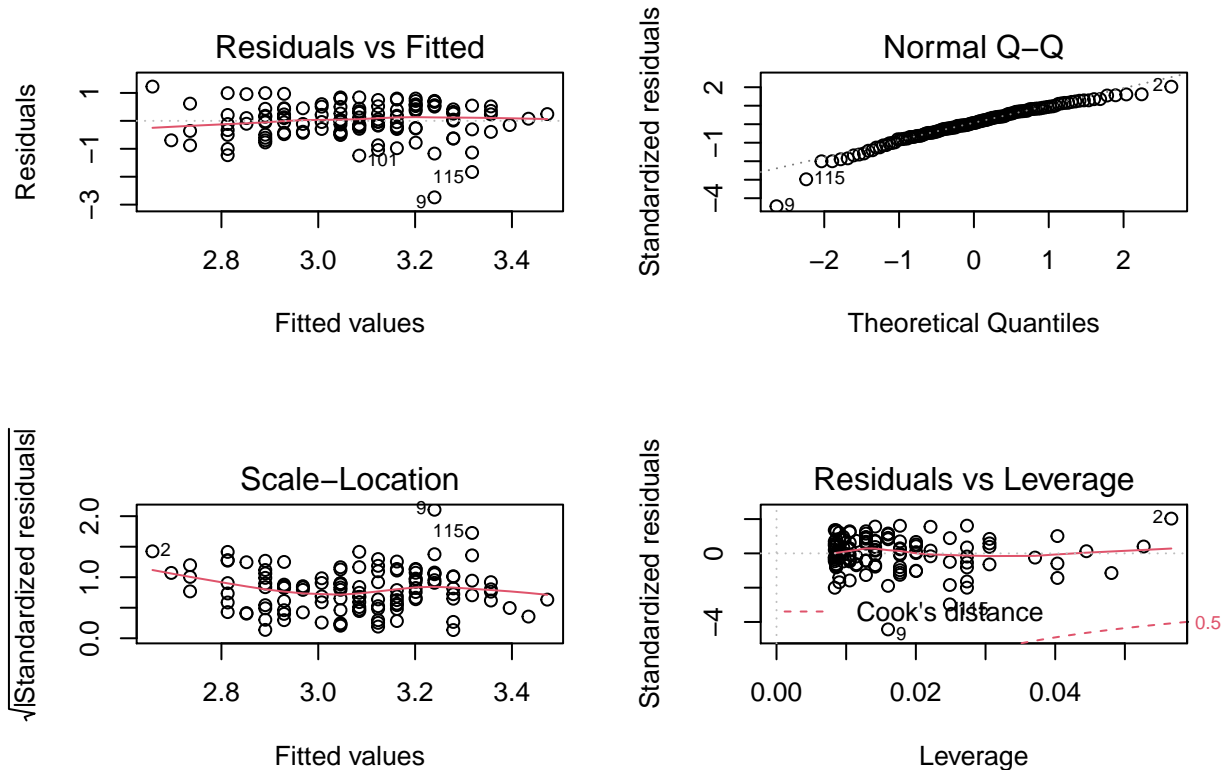 Residuals vs Fitted
Residuals
1
−1
−3
101
115
9
2.8 3.0 3.2 3.4
Fitted values
Normal Q−Q
Standardized residuals
2
−1
−4
2
115
9
−2 −1 0 1 2
Theoretical Quantiles
Scale−Location
√|Standardized residuals|
2.0
1.0
0.0
9
115
2
2.8 3.0 3.2 3.4
Fitted values
Residuals vs Leverage
Standardized residuals
0
−4
2
115
Cook's distance
9
0.5
0.00 0.02 0.04
Leverage